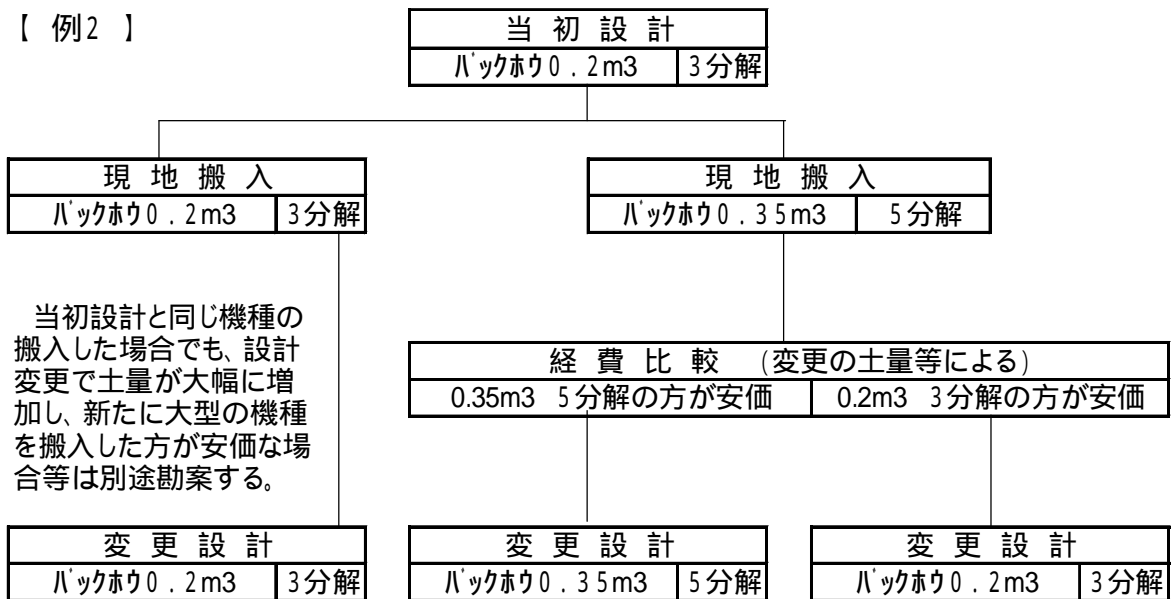 【 例2 】
当 初 設 計
ﾊﾞｯｸﾎｳ0.2m3 3分解
現 地 搬 入
ﾊﾞｯｸﾎｳ0.2m3 3分解
現 地 搬 入
ﾊﾞｯｸﾎｳ0.35m3 5分解
当初設計と同じ機種の
搬入した場合でも、設計
変更で土量が大幅に増
加し、新たに大型の機種
を搬入した方が安価な場
合等は別途勘案する。
経 費 比 較 (変更の土量等による)
0.35m3 5分解の方が安価 0.2m3 3分解の方が安価
変 更 設 計
ﾊﾞｯｸﾎｳ0.2m3 3分解
変 更 設 計
ﾊﾞｯｸﾎｳ0.35m3 5分解
変 更 設 計
ﾊﾞｯｸﾎｳ0.2m3 3分解